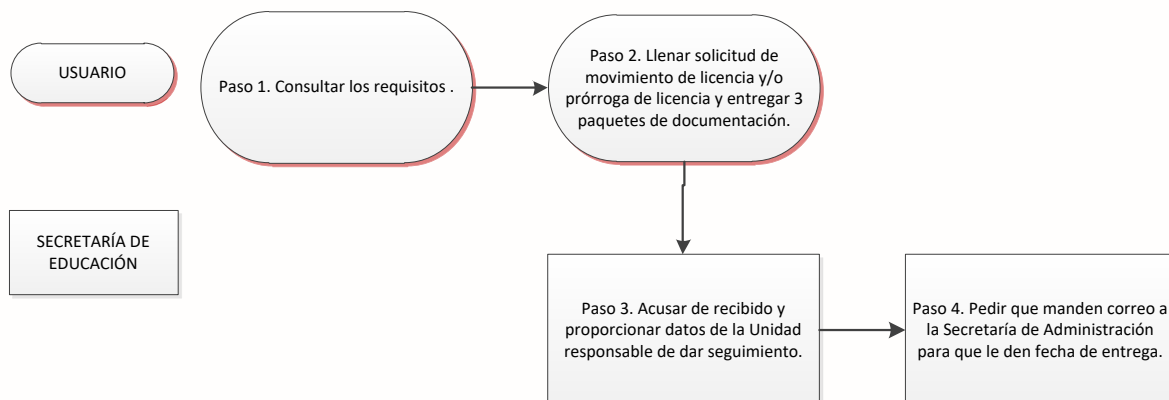 USUARIO
Paso 1. Consultar los requisitos .
Paso 2. Llenar solicitud de
movimiento de licencia y/o
prórroga de licencia y entregar 3
paquetes de documentación.
SECRETARÍA DE
EDUCACIÓN
Paso 3. Acusar de recibido y
proporcionar datos de la Unidad
responsable de dar seguimiento.
Paso 4. Pedir que manden correo a
la Secretaría de Administración
para que le den fecha de entrega.